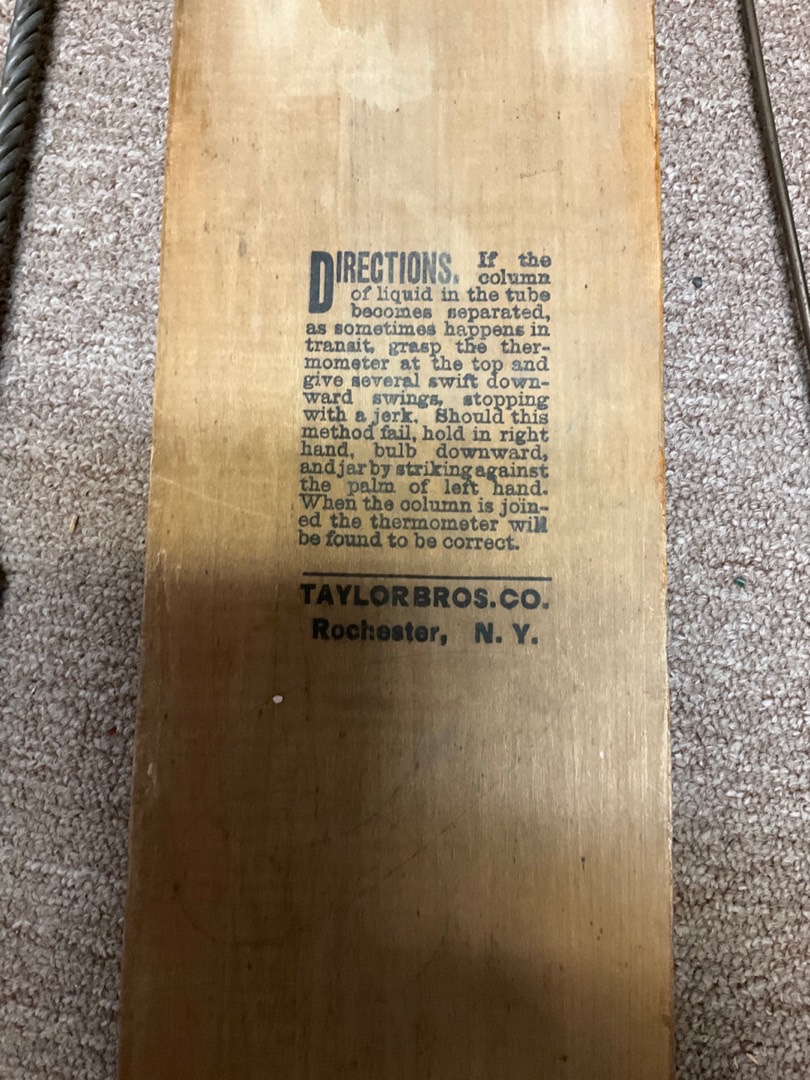 DIRECTIONS. If the
column
of liquid in the tube
becomes separated,
as sometimes happens in
transit, grasp the ther-
mometer at the top and
give several swift down-
ward swings, stopping
with a jerk. Should this
method fail, hold in right
hand, bulb downward,
and jar by striking against
the palm of left hand.
When the column is join-
ed the thermometer will
be found to be correct.
TAYLOR BROS. CO.
Rochester, N. Y.